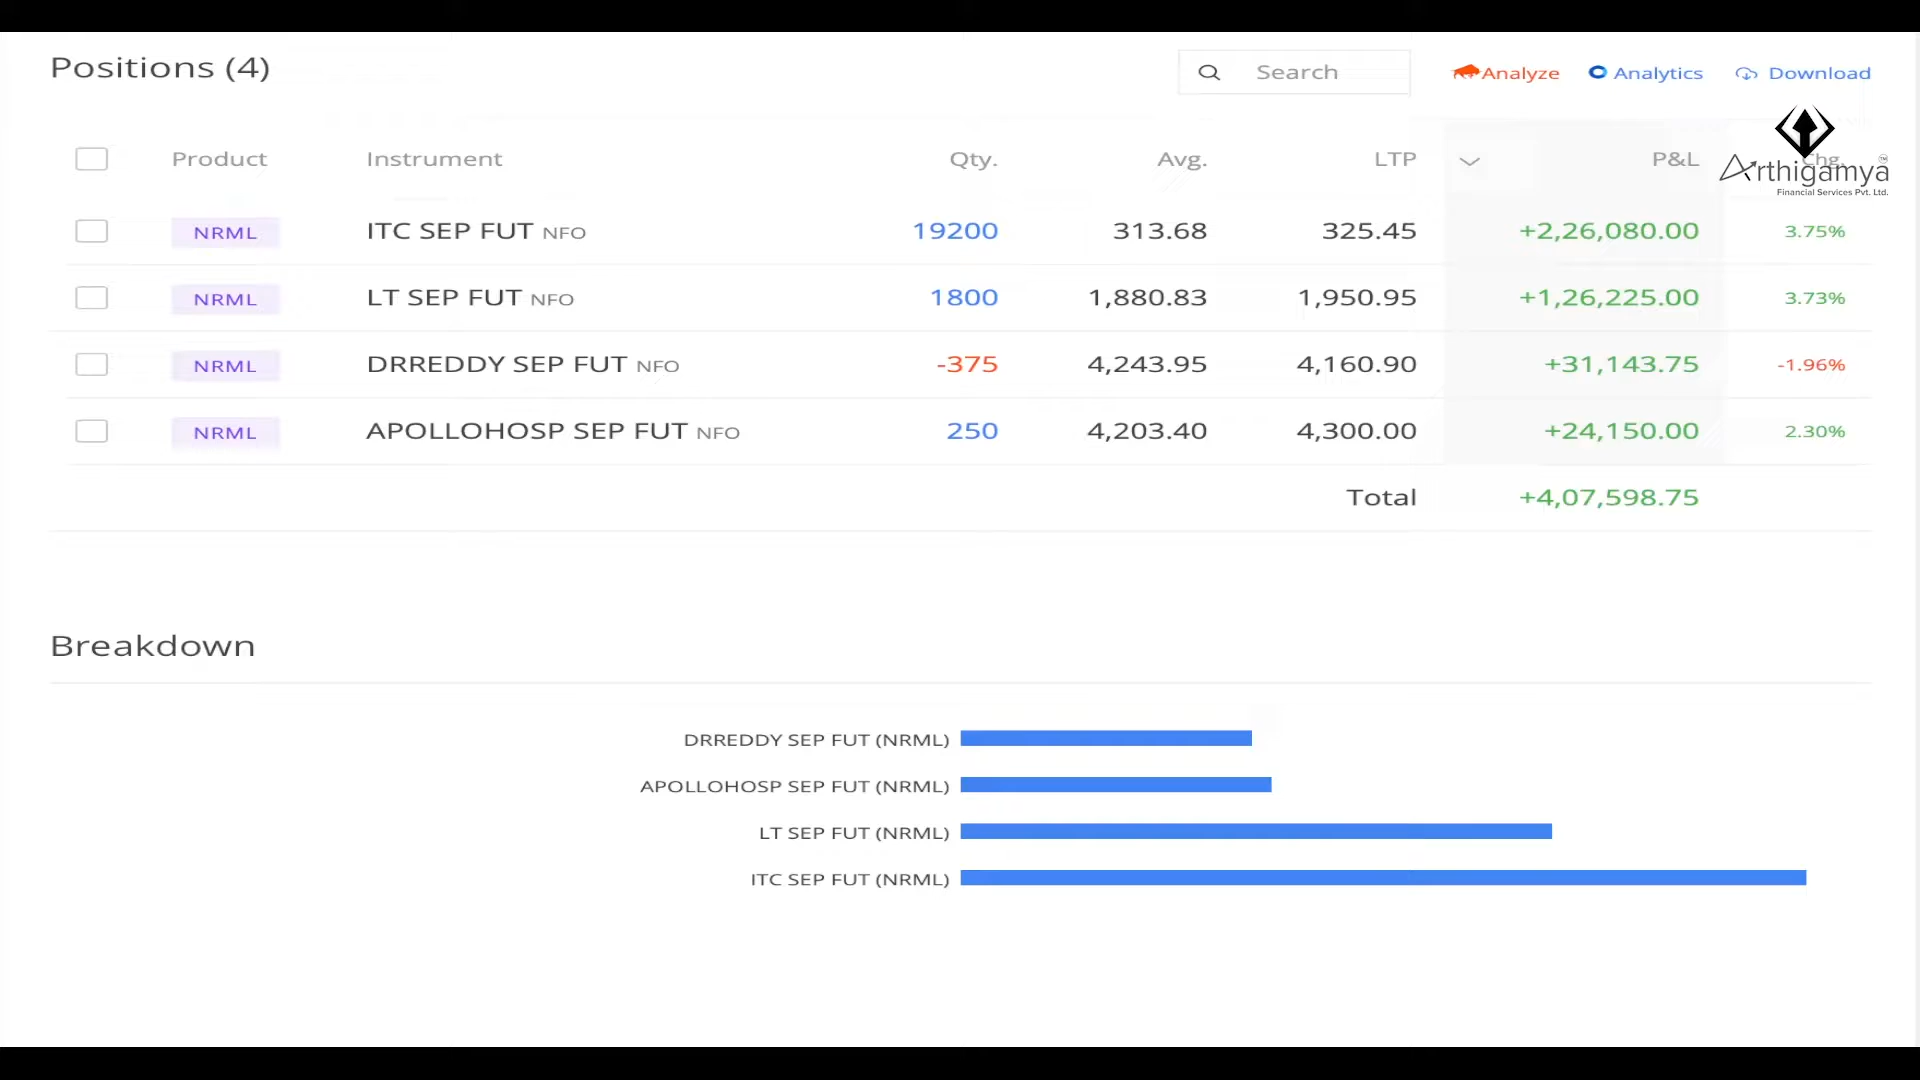 Positions (4)
Search
Analyze
Analytics
Download
Product Instrument Qty. Avg. LTP P&L Chg.
Arthigamya™
Financial Services Pvt. Ltd.
NRML ITC SEP FUT NFO 19200 313.68 325.45 +2,26,080.00 3.75%
NRML LT SEP FUT NFO 1800 1,880.83 1,950.95 +1,26,225.00 3.73%
NRML DRREDDY SEP FUT NFO -375 4,243.95 4,160.90 +31,143.75 -1.96%
NRML APOLLOHOSP SEP FUT NFO 250 4,203.40 4,300.00 +24,150.00 2.30%
Total +4,07,598.75
Breakdown
DRREDDY SEP FUT (NRML)
APOLLOHOSP SEP FUT (NRML)
LT SEP FUT (NRML)
ITC SEP FUT (NRML)